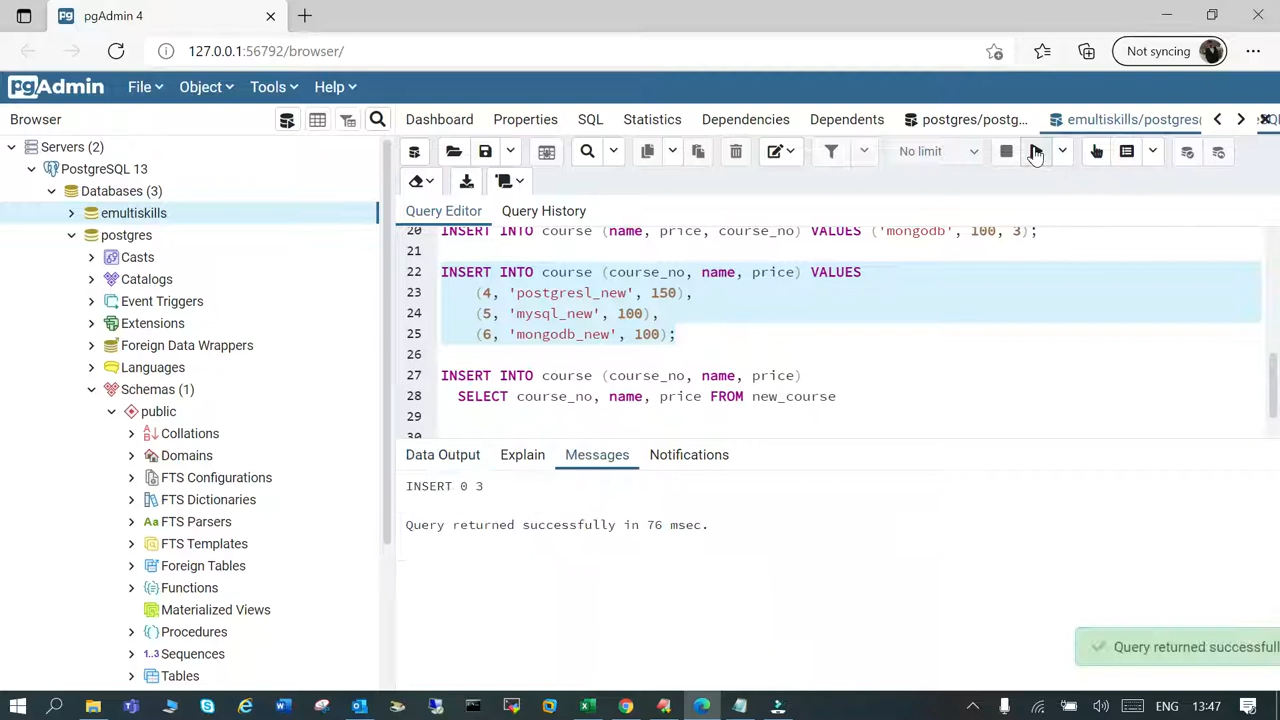 pgAdmin 4
127.0.0.1:56792/browser/
Not syncing
pgAdmin File Object Tools Help
Browser
Dashboard Properties SQL Statistics Dependencies Dependents postgres/postg... emultiskills/postgres(
No limit
Query Editor Query History
Servers (2)
PostgreSQL 13
Databases (3)
emultiskills
postgres
Casts
Catalogs
Event Triggers
Extensions
Foreign Data Wrappers
Languages
Schemas (1)
public
Collations
Domains
FTS Configurations
FTS Dictionaries
Aa FTS Parsers
FTS Templates
Foreign Tables
Functions
Materialized Views
Procedures
1..3 Sequences
Tables
20 INSERT INTO course (name, price, course_no) VALUES ('mongodb', 100, 3);
21
22 INSERT INTO course (course_no, name, price) VALUES
23 (4, 'postgresl_new', 150),
24 (5, 'mysql_new', 100),
25 (6, 'mongodb_new', 100);
26
27 INSERT INTO course (course_no, name, price)
28 SELECT course_no, name, price FROM new_course
29
30
Data Output Explain Messages Notifications
INSERT 0 3
Query returned successfully in 76 msec.
Query returned successfull
ENG 13:47